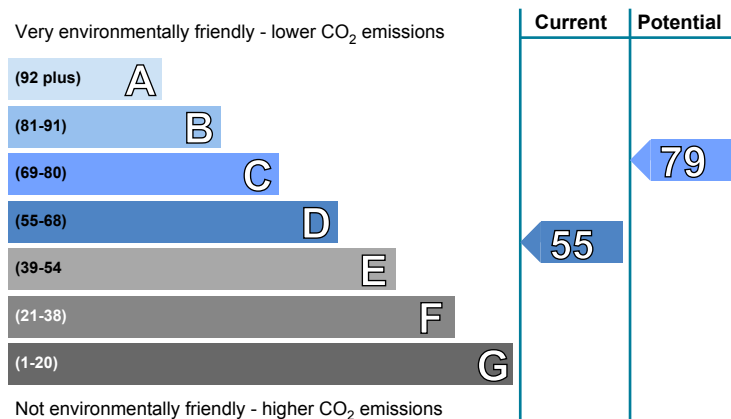 Current Potential
Very environmentally friendly - lower CO₂ emissions
(92 plus) A
(81-91) B
(69-80) C
79
(55-68) D
55
(39-54 E
(21-38) F
(1-20) G
Not environmentally friendly - higher CO₂ emissions